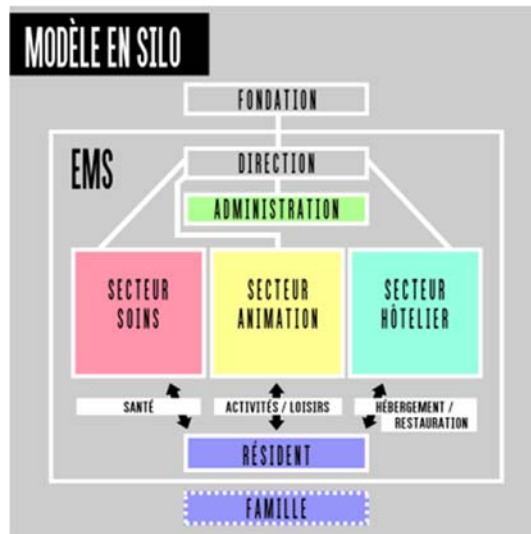 MODÈLE EN SILO
FONDATION
EMS
DIRECTION
ADMINISTRATION
SECTEUR
SOINS
SECTEUR
ANIMATION
SECTEUR
HÔTELIER
SANTÉ
ACTIVITÉS / LOISIRS
HÉBERGEMENT /
RESTAURATION
RÉSIDENT
FAMILLE